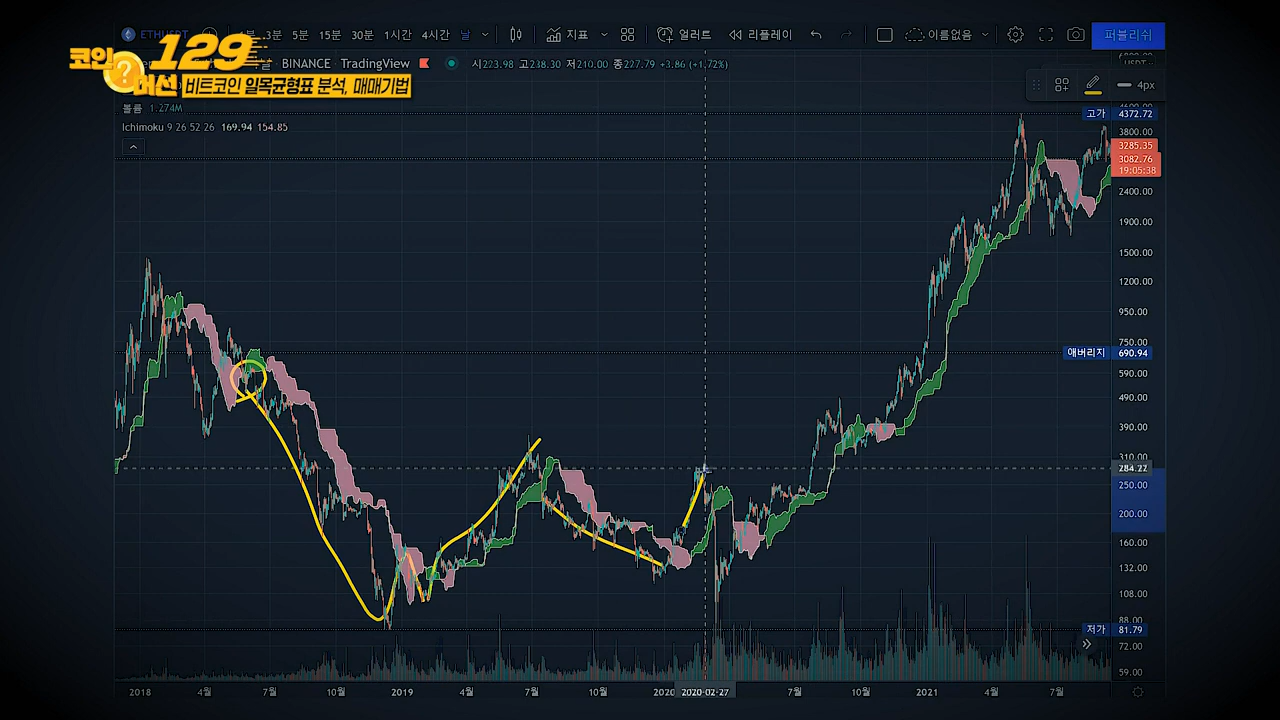 ETHUSDT 3분 5분 15분 30분 1시간 4시간 날 지표 얼러트 리플레이 이름없음 퍼블리쉬
코인 129
머선
비트코인 일목균형표 분석, 매매기법
BINANCE TradingView 시223.98 고238.30 저210.00 종227.79 +3.86 (+1.72%)
USDT
4px
볼륨 1.274M
Ichimoku 9 26 52 26 169.94 154.85
고가 4372.72
3800.00
3285.35
3082.76
19:05:38
2400.00
1900.00
1500.00
1200.00
950.00
750.00
애버리지 690.94
590.00
490.00
390.00
310.00
284.22
250.00
200.00
160.00
132.00
108.00
88.00
저가 81.79
72.00
59.00
2018 4월 7월 10월 2019 4월 7월 10월 2020 2020-02-27 7월 10월 2021 4월 7월